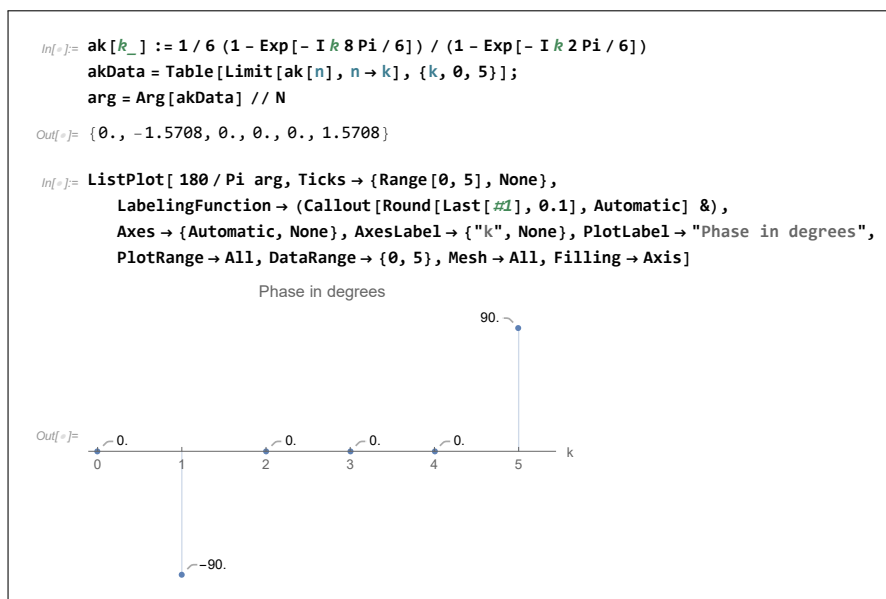 In[•]:= ak[k_] := 1 / 6 (1 - Exp[- I k 8 Pi / 6]) / (1 - Exp[- I k 2 Pi / 6])
akData = Table[Limit[ak[n], n → k], {k, 0, 5}];
arg = Arg[akData] // N
Out[•]= {0., -1.5708, 0., 0., 0., 1.5708}
In[•]:= ListPlot[ 180 / Pi arg, Ticks → {Range[0, 5], None},
LabelingFunction → (Callout[Round[Last[#1], 0.1], Automatic] &),
Axes → {Automatic, None}, AxesLabel → {"k", None}, PlotLabel → "Phase in degrees",
PlotRange → All, DataRange → {0, 5}, Mesh → All, Filling → Axis]
Phase in degrees
90.
Out[•]= 0. 0. 0. 0.
0 1 2 3 4 5 k
-90.